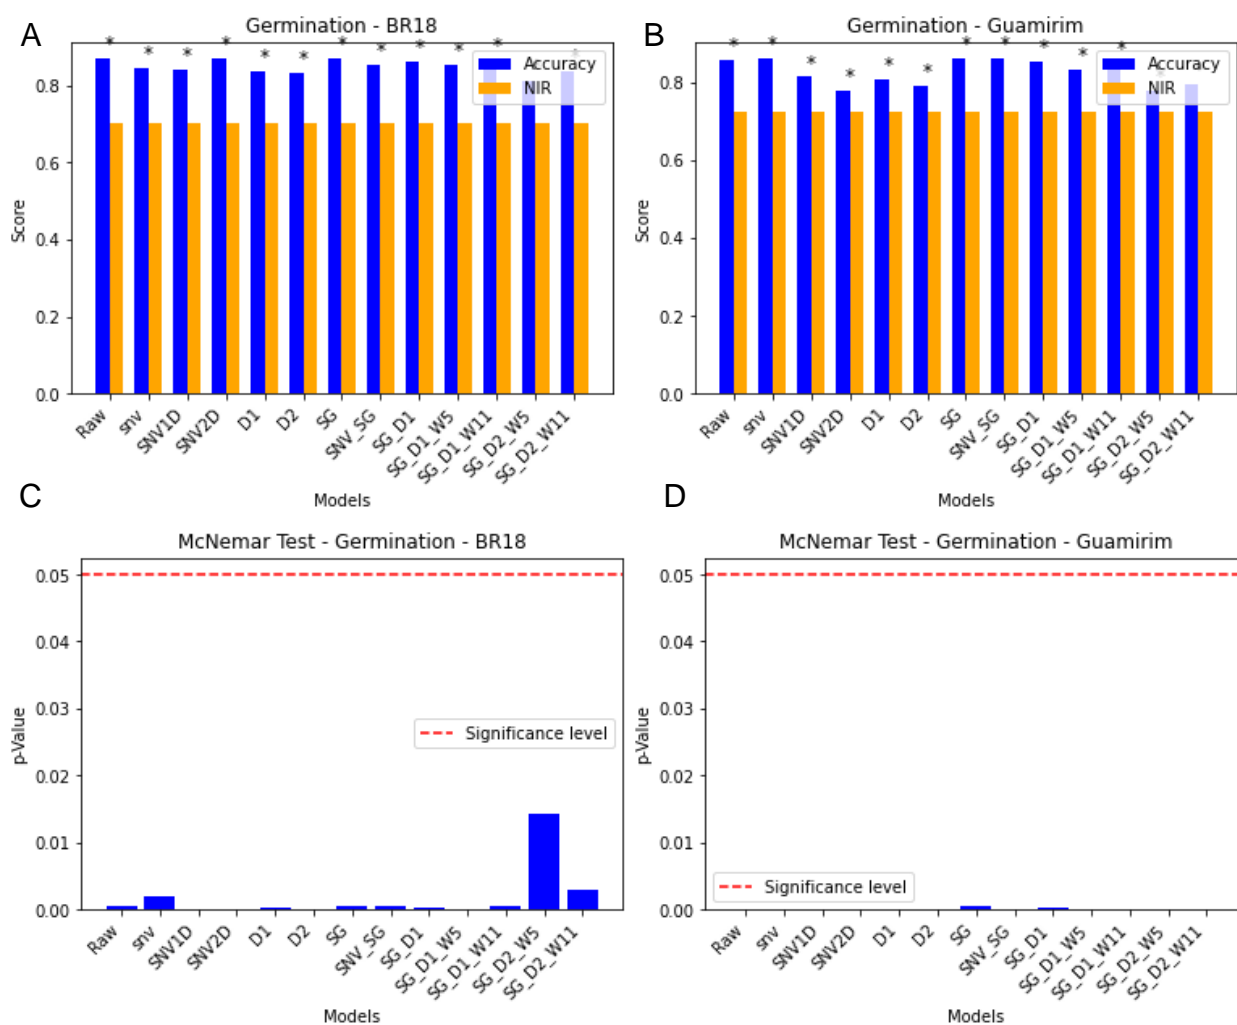 A
Germination - BR18
* * * * * * * * * * * *
Accuracy
NIR
Score
0.8
0.6
0.4
0.2
0.0
Raw
snv
SNV1D
SNV2D
D1
D2
SG
SNV_SG
SG_D1
SG_D1_W5
SG_D1_W11
SG_D2_W5
SG_D2_W11
Models
B
Germination - Guamirim
* * * * * * * * * * * *
Accuracy
NIR
Score
0.8
0.6
0.4
0.2
0.0
Raw
snv
SNV1D
SNV2D
D1
D2
SG
SNV_SG
SG_D1
SG_D1_W5
SG_D1_W11
SG_D2_W5
SG_D2_W11
Models
C
McNemar Test - Germination - BR18
p-Value
0.05
0.04
0.03
0.02
0.01
0.00
Significance level
Raw
snv
SNV1D
SNV2D
D1
D2
SG
SNV_SG
SG_D1
SG_D1_W5
SG_D1_W11
SG_D2_W5
SG_D2_W11
Models
D
McNemar Test - Germination - Guamirim
p-Value
0.05
0.04
0.03
0.02
0.01
0.00
Significance level
Raw
snv
SNV1D
SNV2D
D1
D2
SG
SNV_SG
SG_D1
SG_D1_W5
SG_D1_W11
SG_D2_W5
SG_D2_W11
Models